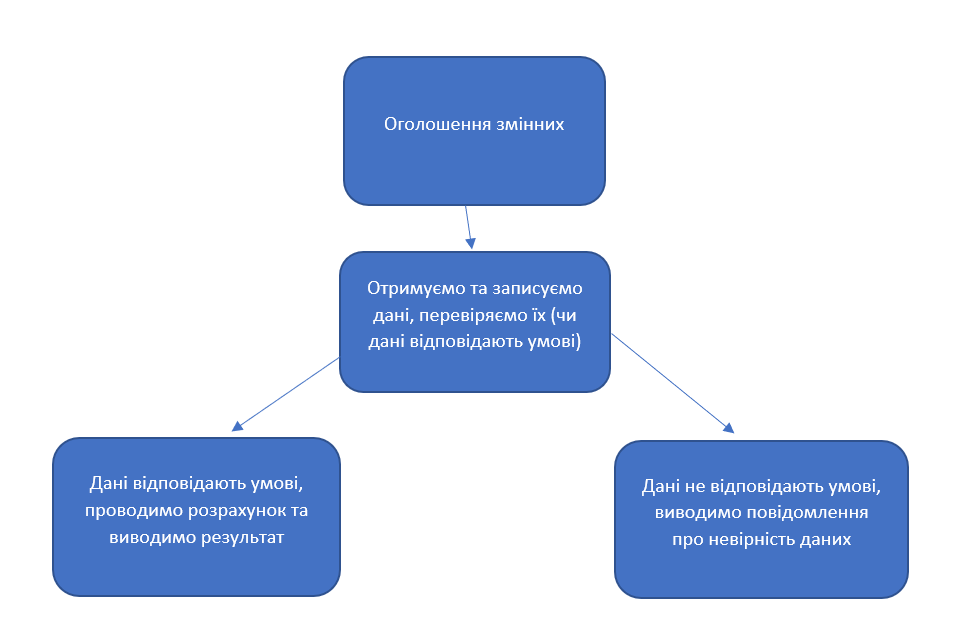 Оголошення змінних
Отримуємо та записуємо
дані, перевіряємо їх (чи
дані відповідають умові)
Дані відповідають умові,
проводимо розрахунок та
виводимо результат
Дані не відповідають умові,
виводимо повідомлення
про невірність даних